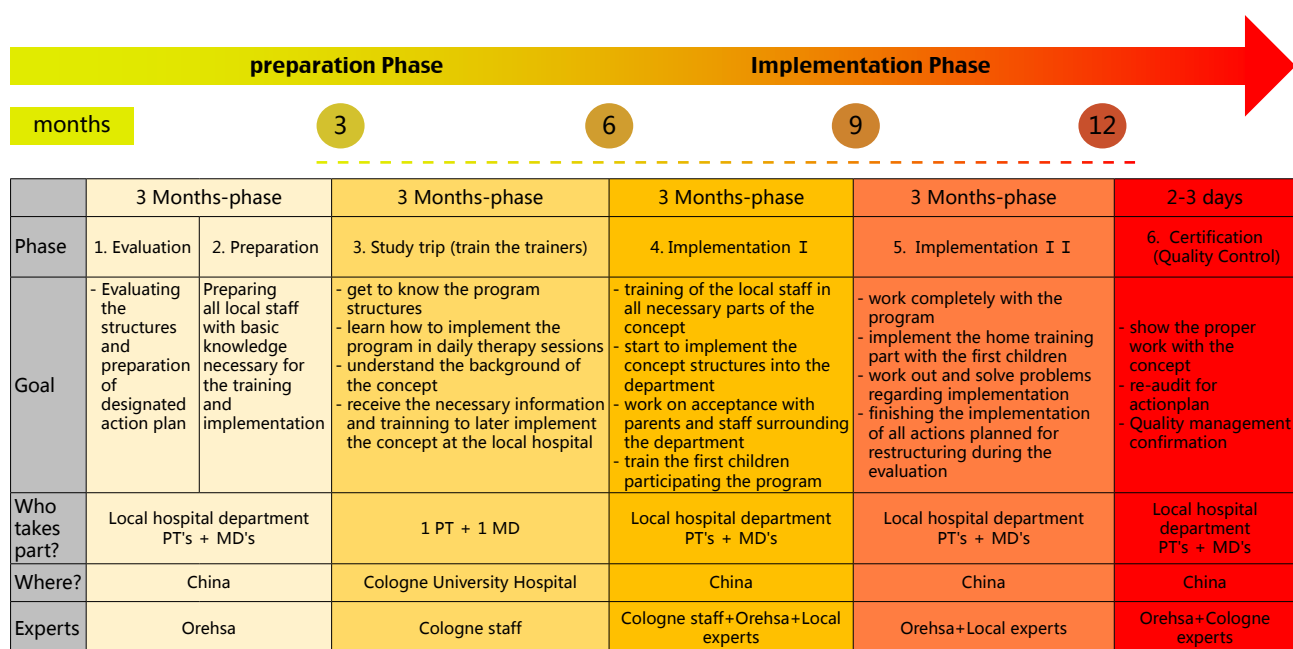 preparation Phase
Implementation Phase
months
3
6
9
12
3 Months-phase
3 Months-phase
3 Months-phase
3 Months-phase
2-3 days
Phase
1. Evaluation
2. Preparation
3. Study trip (train the trainers)
4. Implementation I
5. Implementation I I
6. Certification
(Quality Control)
Goal
- Evaluating
the
structures
and
preparation
of
designated
action plan
Preparing
all local staff
with basic
knowledge
necessary for
the training
and
implementation
- get to know the program
structures
- learn how to implement the
program in daily therapy sessions
- understand the background of
the concept
- receive the necessary information
and trainning to later implement
the concept at the local hospital
- training of the local staff in
all necessary parts of the
concept
- start to implement the
concept structures into the
department
- work on acceptance with
parents and staff surrounding
the department
- train the first children
participating the program
- work completely with the
program
- implement the home training
part with the first children
- work out and solve problems
regarding implementation
- finishing the implementation
of all actions planned for
restructuring during the
evaluation
- show the proper
work with the
concept
- re-audit for
actionplan
- Quality management
confirmation
Who
takes
part?
Local hospital department
PT's + MD's
1 PT + 1 MD
Local hospital department
PT's + MD's
Local hospital department
PT's + MD's
Local hospital
department
PT's + MD's
Where?
China
Cologne University Hospital
China
China
China
Experts
Orehsa
Cologne staff
Cologne staff+Orehsa+Local
experts
Orehsa+Local experts
Orehsa+Cologne
experts